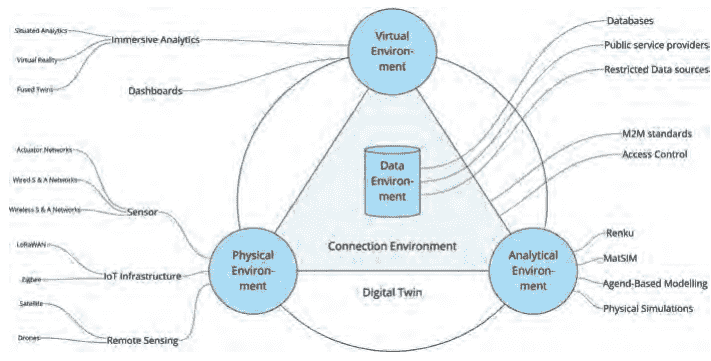 Situated Analytics
Virtual Reality
Fused Twins
Immersive Analytics
Dashboards
Virtual
Environ-
ment
Databases
Public service providers
Restricted Data sources
M2M standards
Access Control
Data
Environ-
ment
Connection Environment
Digital Twin
Actuator Networks
Wired S & A Networks
Wireless S & A Networks
Sensor
LoRaWAN
Zigbee
IoT Infrastructure
Satellite
Drones
Remote Sensing
Physical
Environ-
ment
Analytical
Environ-
ment
Renku
MatSIM
Agend-Based Modelling
Physical Simulations